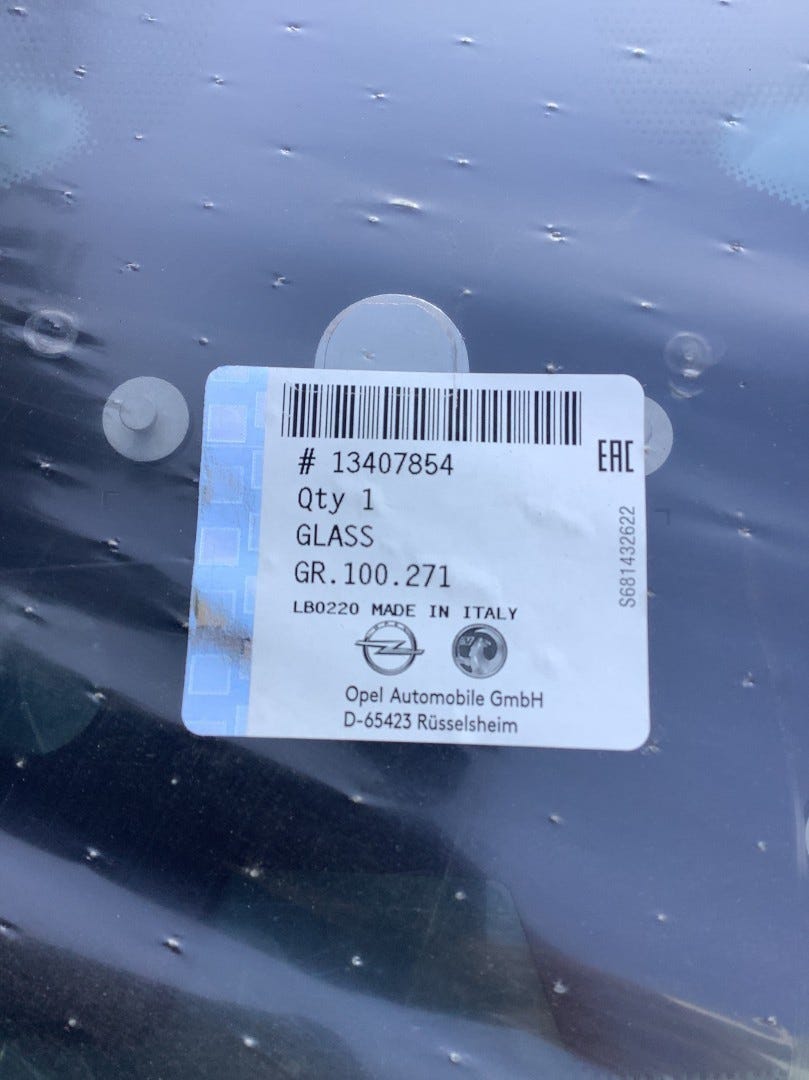 # 13407854
EAC
Qty 1
GLASS
GR.100.271
S681432622
LB0220 MADE IN ITALY
Opel Automobile GmbH
D-65423 Rüsselsheim